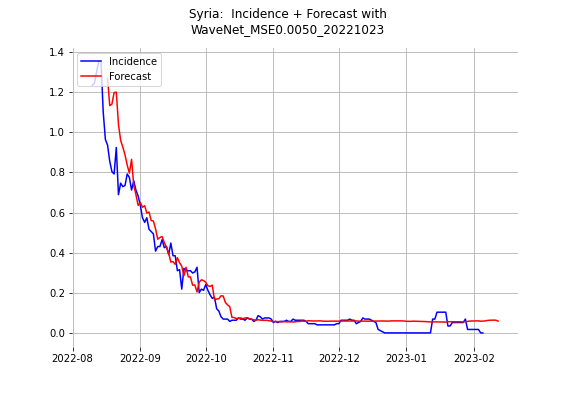 Syria:  Incidence + Forecast with
WaveNet_MSE0.0050_20221023
Incidence
Forecast
1.4
1.2
1.0
0.8
0.6
0.4
0.2
0.0
2022-08 2022-09 2022-10 2022-11 2022-12 2023-01 2023-02